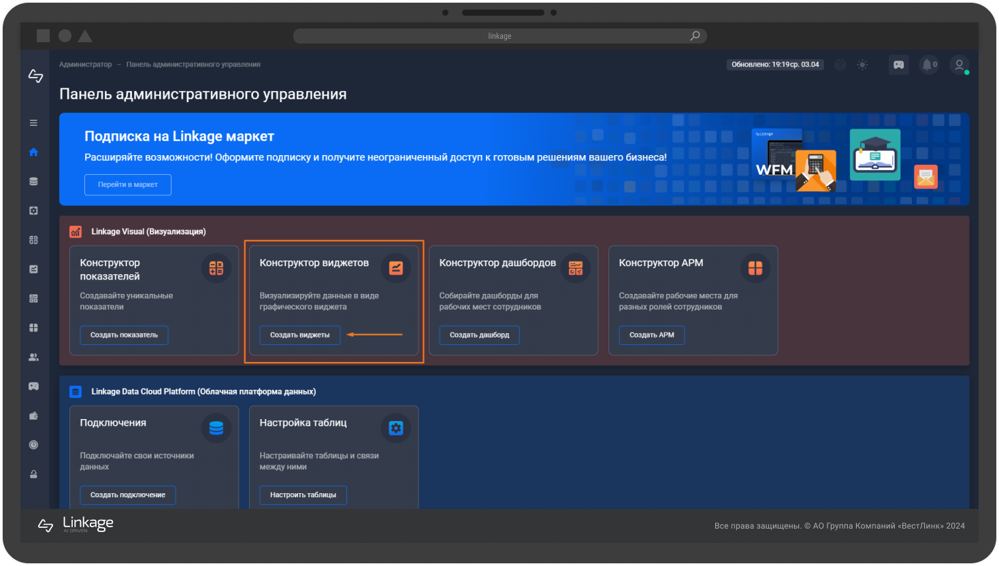 linkage
Администратор – Панель административного управления
Обновлено: 19:19 ср. 03.04
0
Панель административного управления
Подписка на Linkage маркет
Расширяйте возможности! Оформите подписку и получите неограниченный доступ к готовым решениям вашего бизнеса!
Перейти в маркет
Linkage
WFM
Linkage Visual (Визуализация)
Конструктор
показателей
Создавайте уникальные
показатели
Создать показатель
Конструктор виджетов
Визуализируйте данные в виде
графического виджета
Создать виджеты
Конструктор дашбордов
Собирайте дашборды для
рабочих мест сотрудников
Создать дашборд
Конструктор АРМ
Создавайте рабочие места для
разных ролей сотрудников
Создать АРМ
Linkage Data Cloud Platform (Облачная платформа данных)
Подключения
Подключайте свои источники
данных
Создать подключение
Настройка таблиц
Настраивайте таблицы и связи
между ними
Настроить таблицы
Linkage
AI DRIVEN
Все права защищены. © АО Группа Компаний «ВестЛинк» 2024